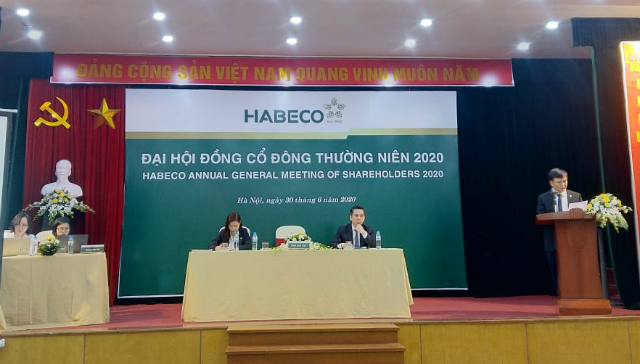 ĐẢNG CỘNG SẢN VIỆT NAM QUANG VINH MUÔN NĂM
HABECO
ĐẠI HỘI ĐỒNG CỔ ĐÔNG THƯỜNG NIÊN 2020
HABECO ANNUAL GENERAL MEETING OF SHAREHOLDERS 2020
Hà Nội, ngày 30 tháng 6 năm 2020